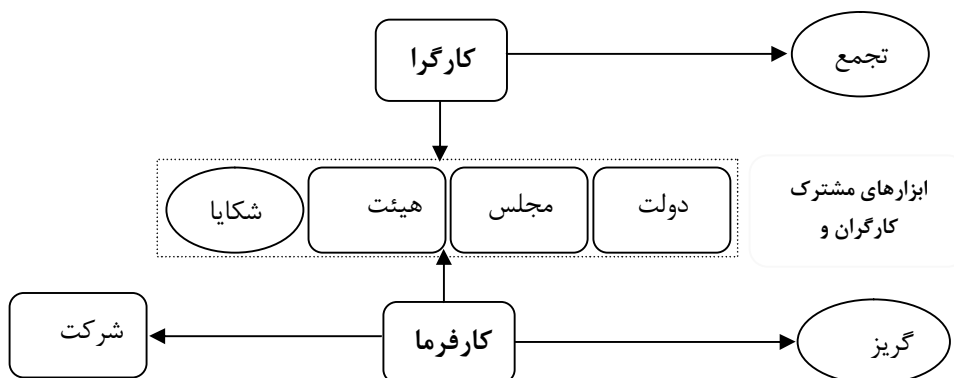 کارگرا
تجمع
ابزارهای مشترک
کارگران و
دولت
مجلس
هیئت
شکایا
کارفرما
گریز
شرکت